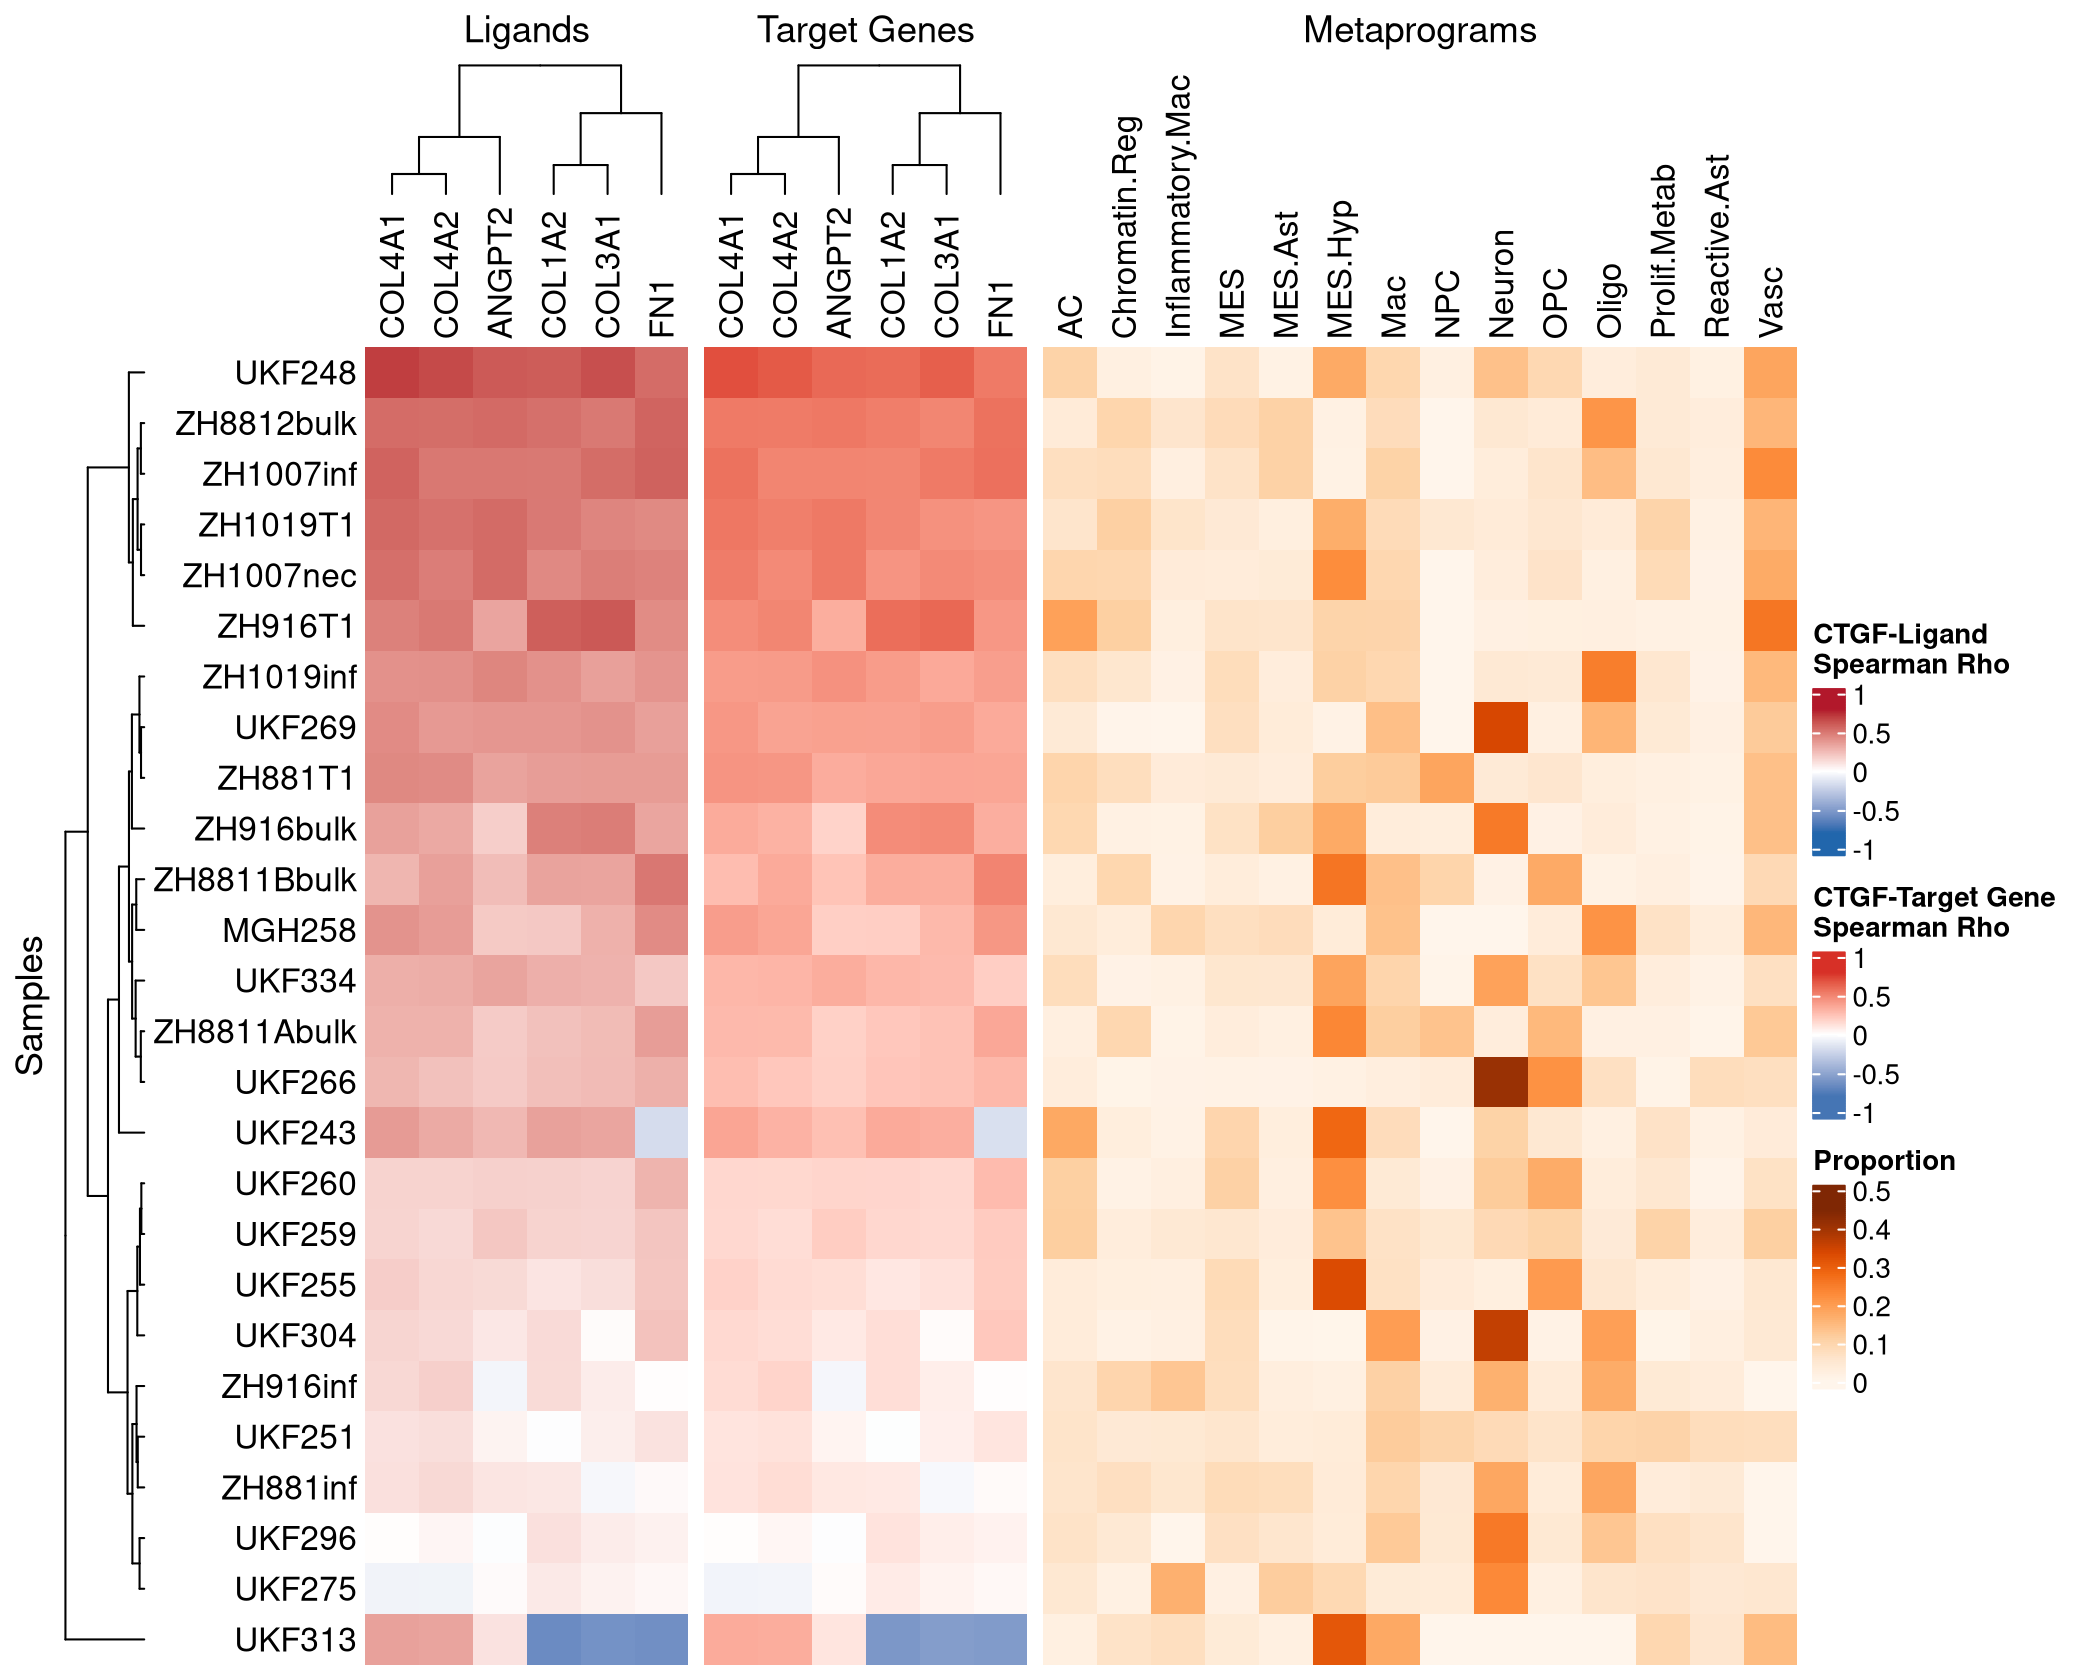 Ligands
Target Genes
Metaprograms
COL4A1
COL4A2
ANGPT2
COL1A2
COL3A1
FN1
COL4A1
COL4A2
ANGPT2
COL1A2
COL3A1
FN1
AC
Chromatin.Reg
Inflammatory.Mac
MES
MES.Ast
MES.Hyp
Mac
NPC
Neuron
OPC
Oligo
Prolif.Metab
Reactive.Ast
Vasc
Samples
UKF248
ZH8812bulk
ZH1007inf
ZH1019T1
ZH1007nec
ZH916T1
ZH1019inf
UKF269
ZH881T1
ZH916bulk
ZH8811Bbulk
MGH258
UKF334
ZH8811Abulk
UKF266
UKF243
UKF260
UKF259
UKF255
UKF304
ZH916inf
UKF251
ZH881inf
UKF296
UKF275
UKF313
CTGF-Ligand
Spearman Rho
1
0.5
0
-0.5
-1
CTGF-Target Gene
Spearman Rho
1
0.5
0
-0.5
-1
Proportion
0.5
0.4
0.3
0.2
0.1
0